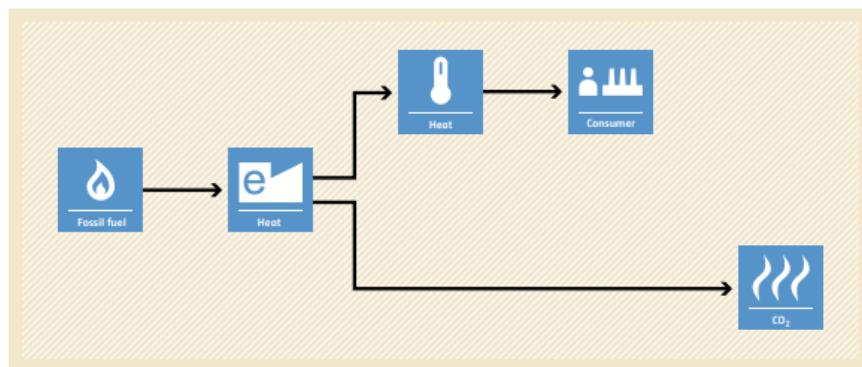 Heat
Consumer
Fossil fuel
e
Heat
CO₂